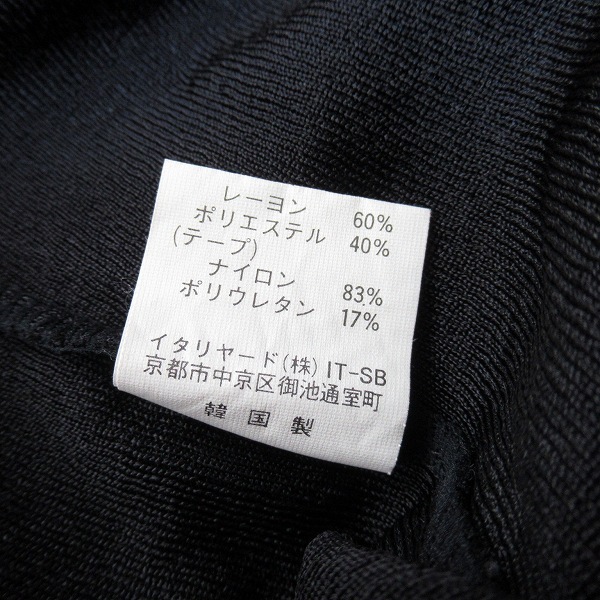 レーヨン 60%
ポリエステル 40%
(テープ)
ナイロン 83%
ポリウレタン 17%
イタリヤード(株) IT-SB
京都市中京区御池通室町
韓国製